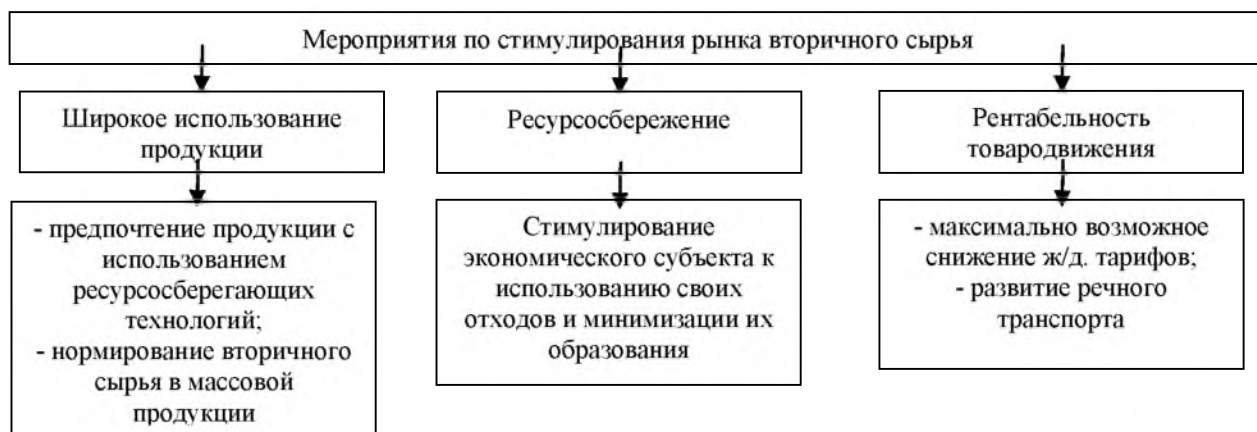 Мероприятия по стимулирования рынка вторичного сырья
Широкое использование
продукции
Ресурсосбережение
Рентабельность
товародвижения
- предпочтение продукции с
использованием
ресурсосберегающих
технологий;
- нормирование вторичного
сырья в массовой
продукции
Стимулирование
экономического субъекта к
использованию своих
отходов и минимизации их
образования
- максимально возможное
снижение ж/д. тарифов;
- развитие речного
транспорта